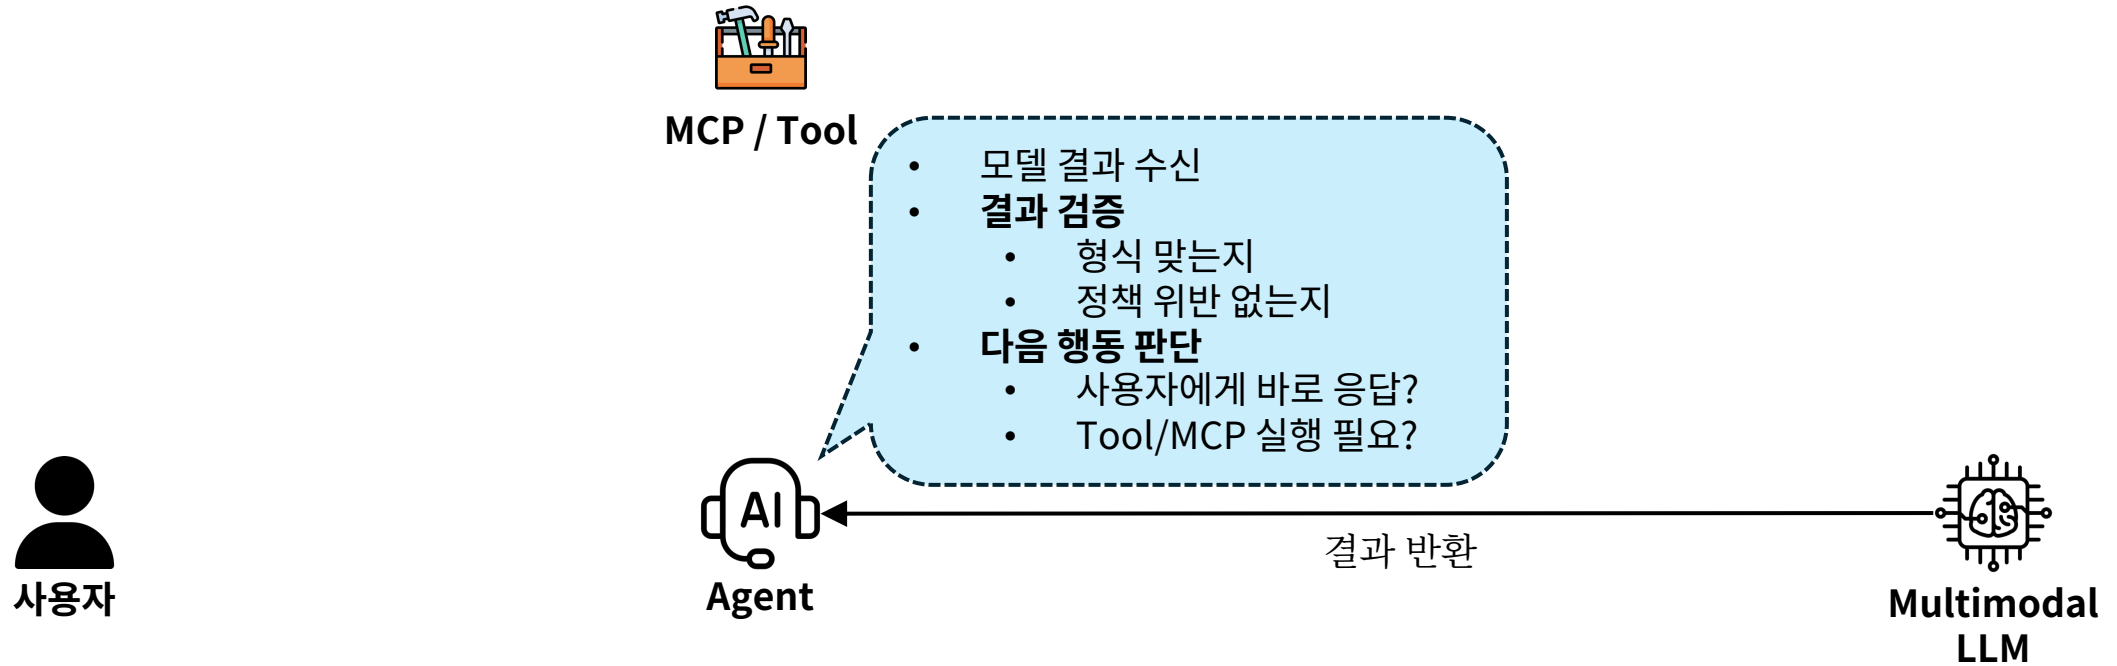 MCP / Tool
• 모델 결과 수신
• 결과 검증
• 형식 맞는지
• 정책 위반 없는지
• 다음 행동 판단
• 사용자에게 바로 응답?
• Tool/MCP 실행 필요?
AI
결과 반환
사용자
Agent
Multimodal
LLM